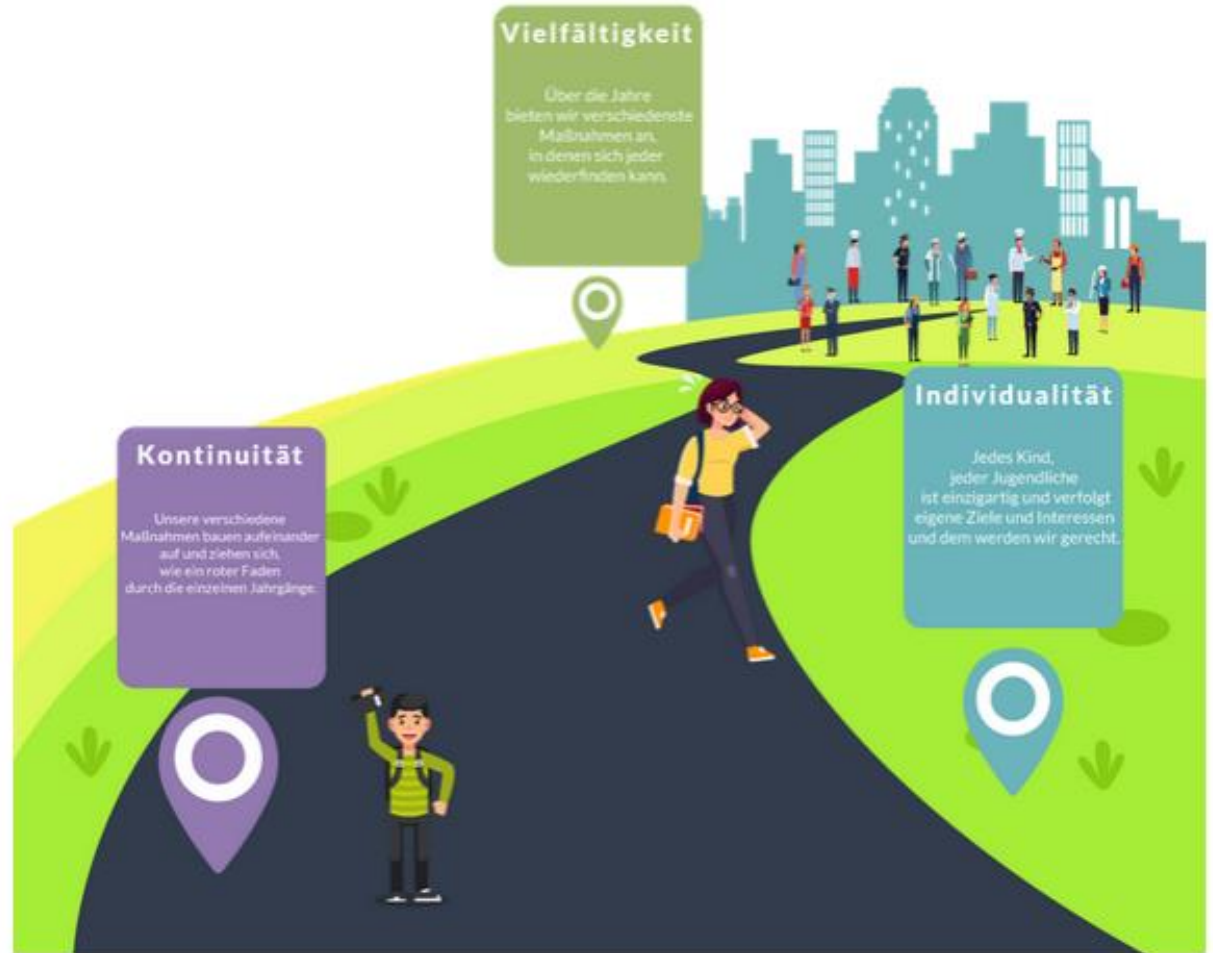 Vielfältigkeit
Über die Jahre
bieten wir verschiedenste
Maßnahmen an,
in denen sich jeder
wiederfinden kann.
Kontinuität
Unsere verschiedene
Maßnahmen bauen aufeinander
auf und ziehen sich,
wie ein roter Faden
durch die einzelnen Jahrgänge.
Individualität
Jedes Kind,
jeder Jugendliche
ist einzigartig und verfolgt
eigene Ziele und Interessen
und dem werden wir gerecht.